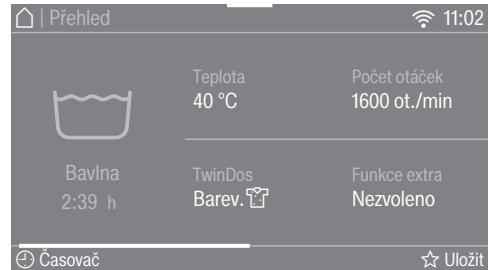 | Přehled 11:02
Teplota
40 °C
Počet otáček
1600 ot./min
Bavlna
2:39 h
TwinDos
Barev.
Funkce extra
Nezvoleno
Časovač
Uložit